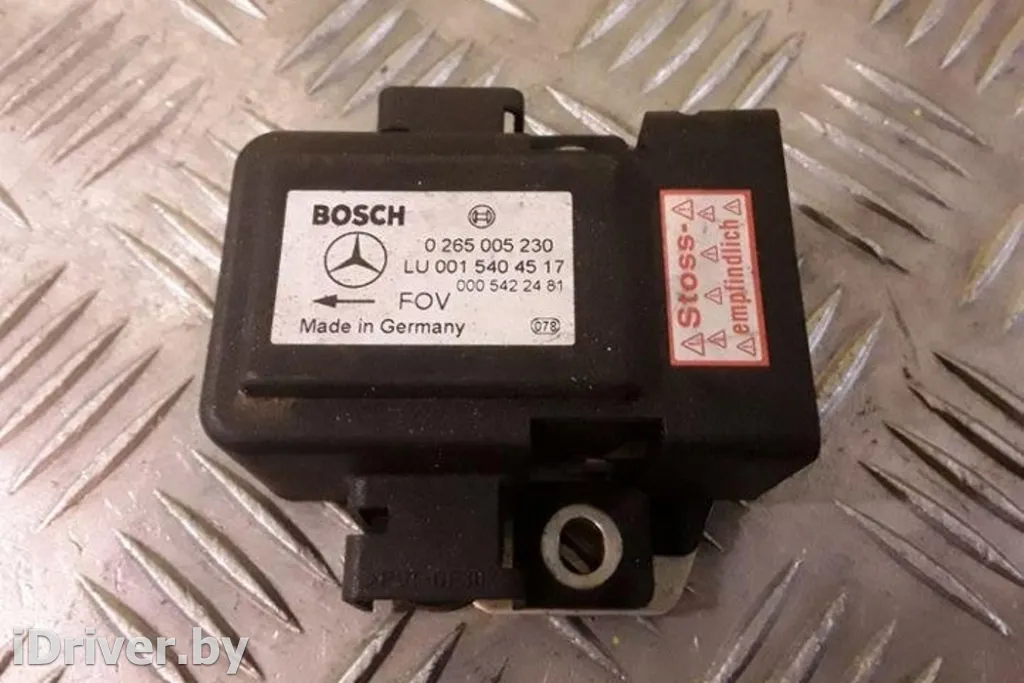 BOSCH
0 265 005 230
LU 001 540 45 17
000 542 24 81
FOV
Made in Germany
078
Stoss-
empfindlich
iDriver.by